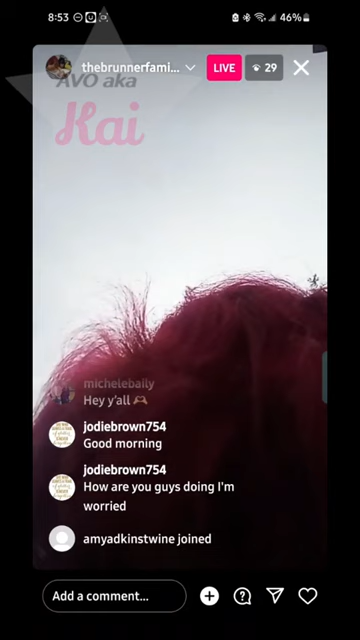 8:53
46%
thebrunnerfami...
LIVE
29
AVO aka
Kai
michelebaily
Hey y'all
jodiebrown754
Good morning
jodiebrown754
How are you guys doing I'm
worried
amyadkinstwine joined
Add a comment...